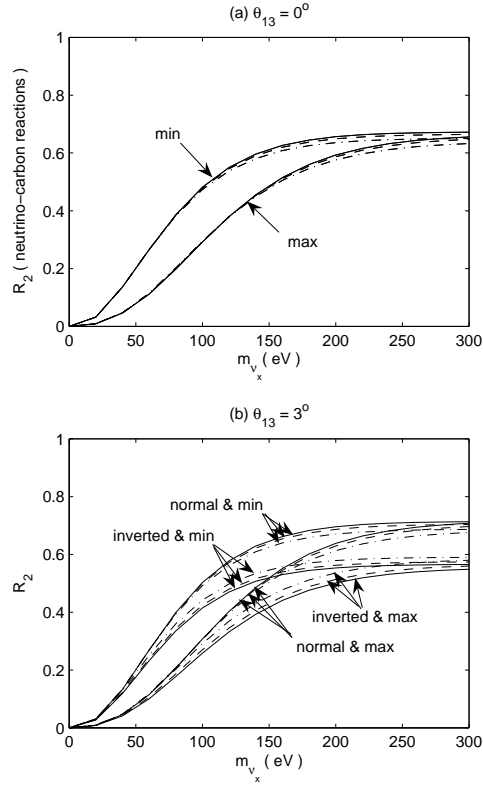 (a) θ₁₃ = 0°
R₂ ( neutrino−carbon reactions )
1
0.8
0.6
0.4
0.2
0
min
max
0 50 100 150 200 250 300
m_ν_x ( eV )
(b) θ₁₃ = 3°
R₂
1
0.8
0.6
0.4
0.2
0
normal & min
inverted & min
inverted & max
normal & max
0 50 100 150 200 250 300
m_ν_x ( eV )